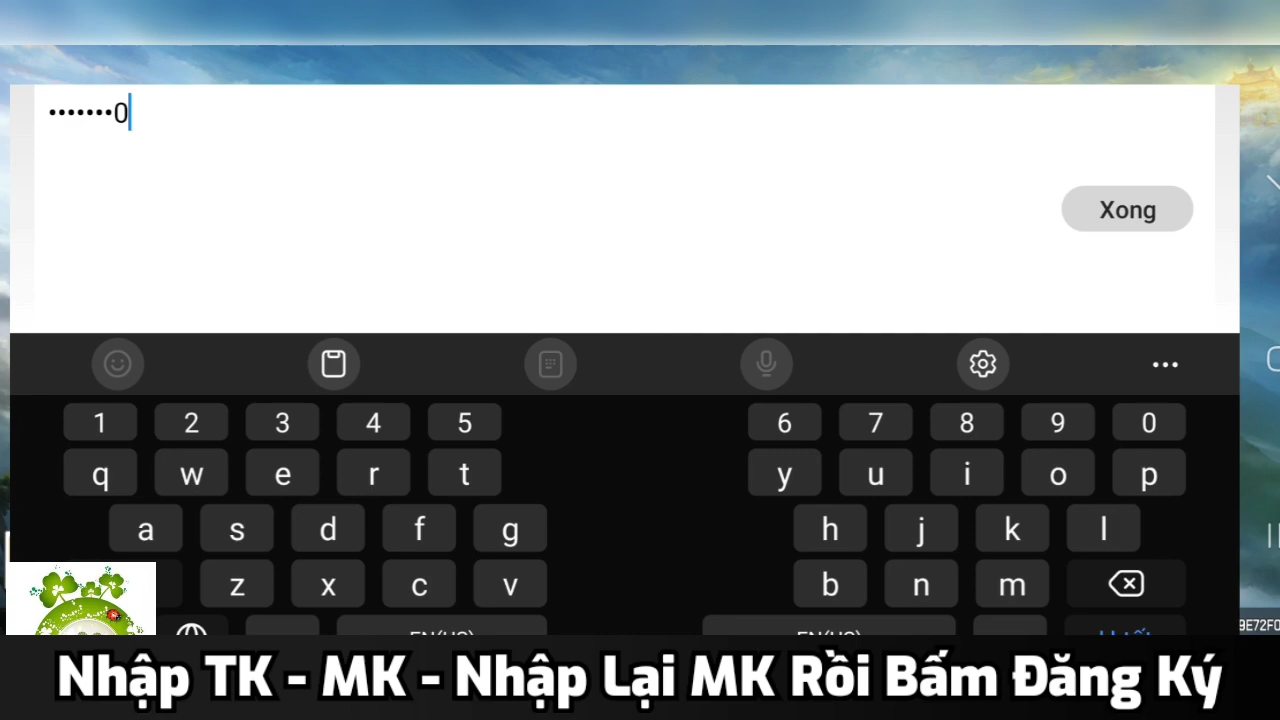 •••••••0
Xong
1 2 3 4 5 6 7 8 9 0
q w e r t y u i o p
a s d f g h j k l
z x c v b n m
9E72F0
Nhập TK - MK - Nhập Lại MK Rồi Bấm Đăng Ký